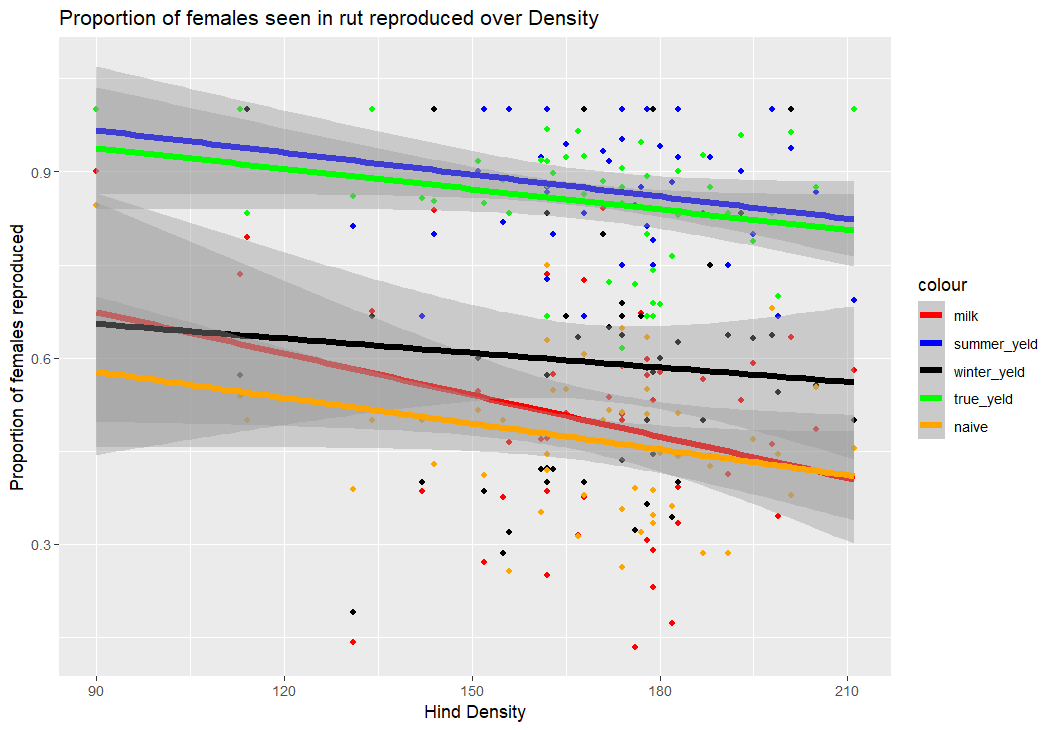 Proportion of females seen in rut reproduced over Density
Proportion of females reproduced
0.9
0.6
0.3
90 120 150 180 210
Hind Density
colour
milk
summer_yeld
winter_yeld
true_yeld
naive